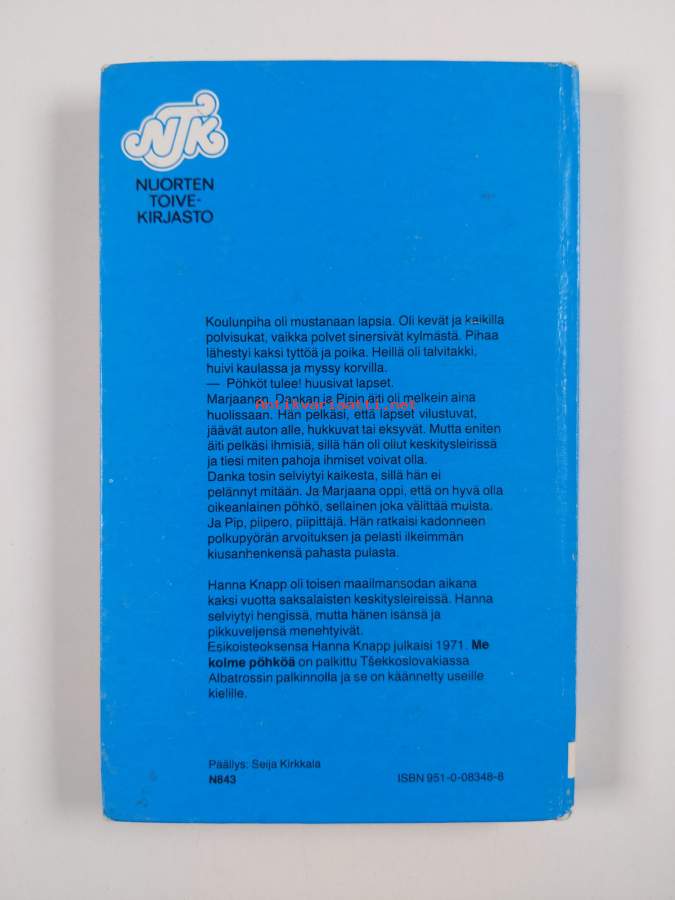 NTK
NUORTEN
TOIVE-
KIRJASTO
Koulunpiha oli mustanaan lapsia. Oli kevät ja kaikilla
polvisukat, vaikka polvet sinersivät kylmästä. Pihaa
lähestyi kaksi tyttöä ja poika. Heillä oli talvitakki,
huivi kaulassa ja myssy korvilla.
— Pöhköt tulee! huusivat lapset.
Marjaanan, Dankan ja Pipin äiti oli melkein aina
Antikvariaatti.net
huolissaan. Hän pelkäsi, että lapset vilustuvat,
jäävät auton alle, hukkuvat tai eksyvät. Mutta eniten
äiti pelkäsi ihmisiä, sillä hän oli ollut keskitysleirissä
ja tiesi miten pahoja ihmiset voivat olla.
Danka tosin selviytyi kaikesta, sillä hän ei
pelännyt mitään. Ja Marjaana oppi, että on hyvä olla
oikeanlainen pöhkö, sellainen joka välittää muista.
Ja Pip, piipero, piipittäjä. Hän ratkaisi kadonneen
polkupyörän arvoituksen ja pelasti ilkeimmän
kiusanhenkensä pahasta pulasta.
Hanna Knapp oli toisen maailmansodan aikana
kaksi vuotta saksalaisten keskitysleireissä. Hanna
selviytyi hengissä, mutta hänen isänsä ja
pikkuveljensä menehtyivät.
Esikoisteoksensa Hanna Knapp julkaisi 1971. Me
kolme pöhköä on palkittu Tšekkoslovakiassa
Albatrossin palkinnolla ja se on käännetty useille
kielille.
Päällys: Seija Kirkkala
N843
ISBN 951-0-08348-8